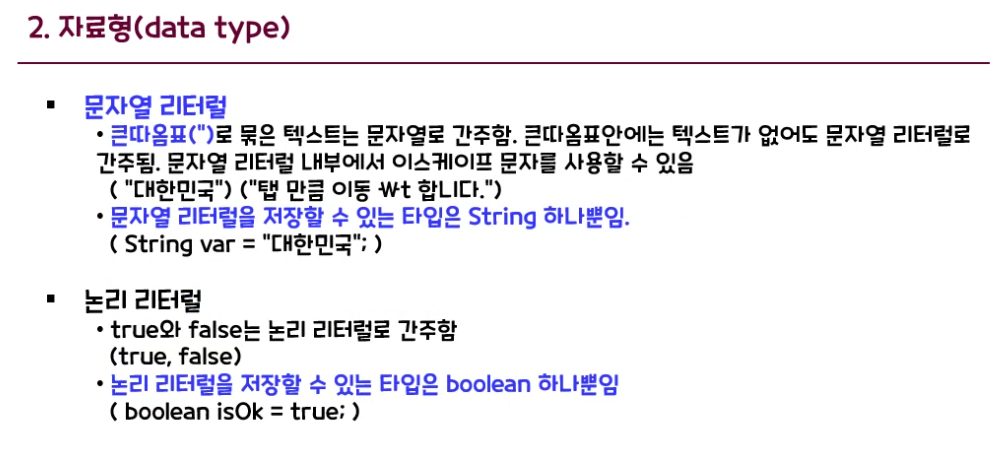 2. 자료형(data type)
▪ 문자열 리터럴
• 큰따옴표(")로 묶은 텍스트는 문자열로 간주함. 큰따옴표안에는 텍스트가 없어도 문자열 리터럴로
간주됨. 문자열 리터럴 내부에서 이스케이프 문자를 사용할 수 있음
( "대한민국") ("탭 만큼 이동 ₩t 합니다.")
• 문자열 리터럴을 저장할 수 있는 타입은 String 하나뿐임.
( String var = "대한민국"; )
▪ 논리 리터럴
• true와 false는 논리 리터럴로 간주함
(true, false)
• 논리 리터럴을 저장할 수 있는 타입은 boolean 하나뿐임
( boolean isOk = true; )